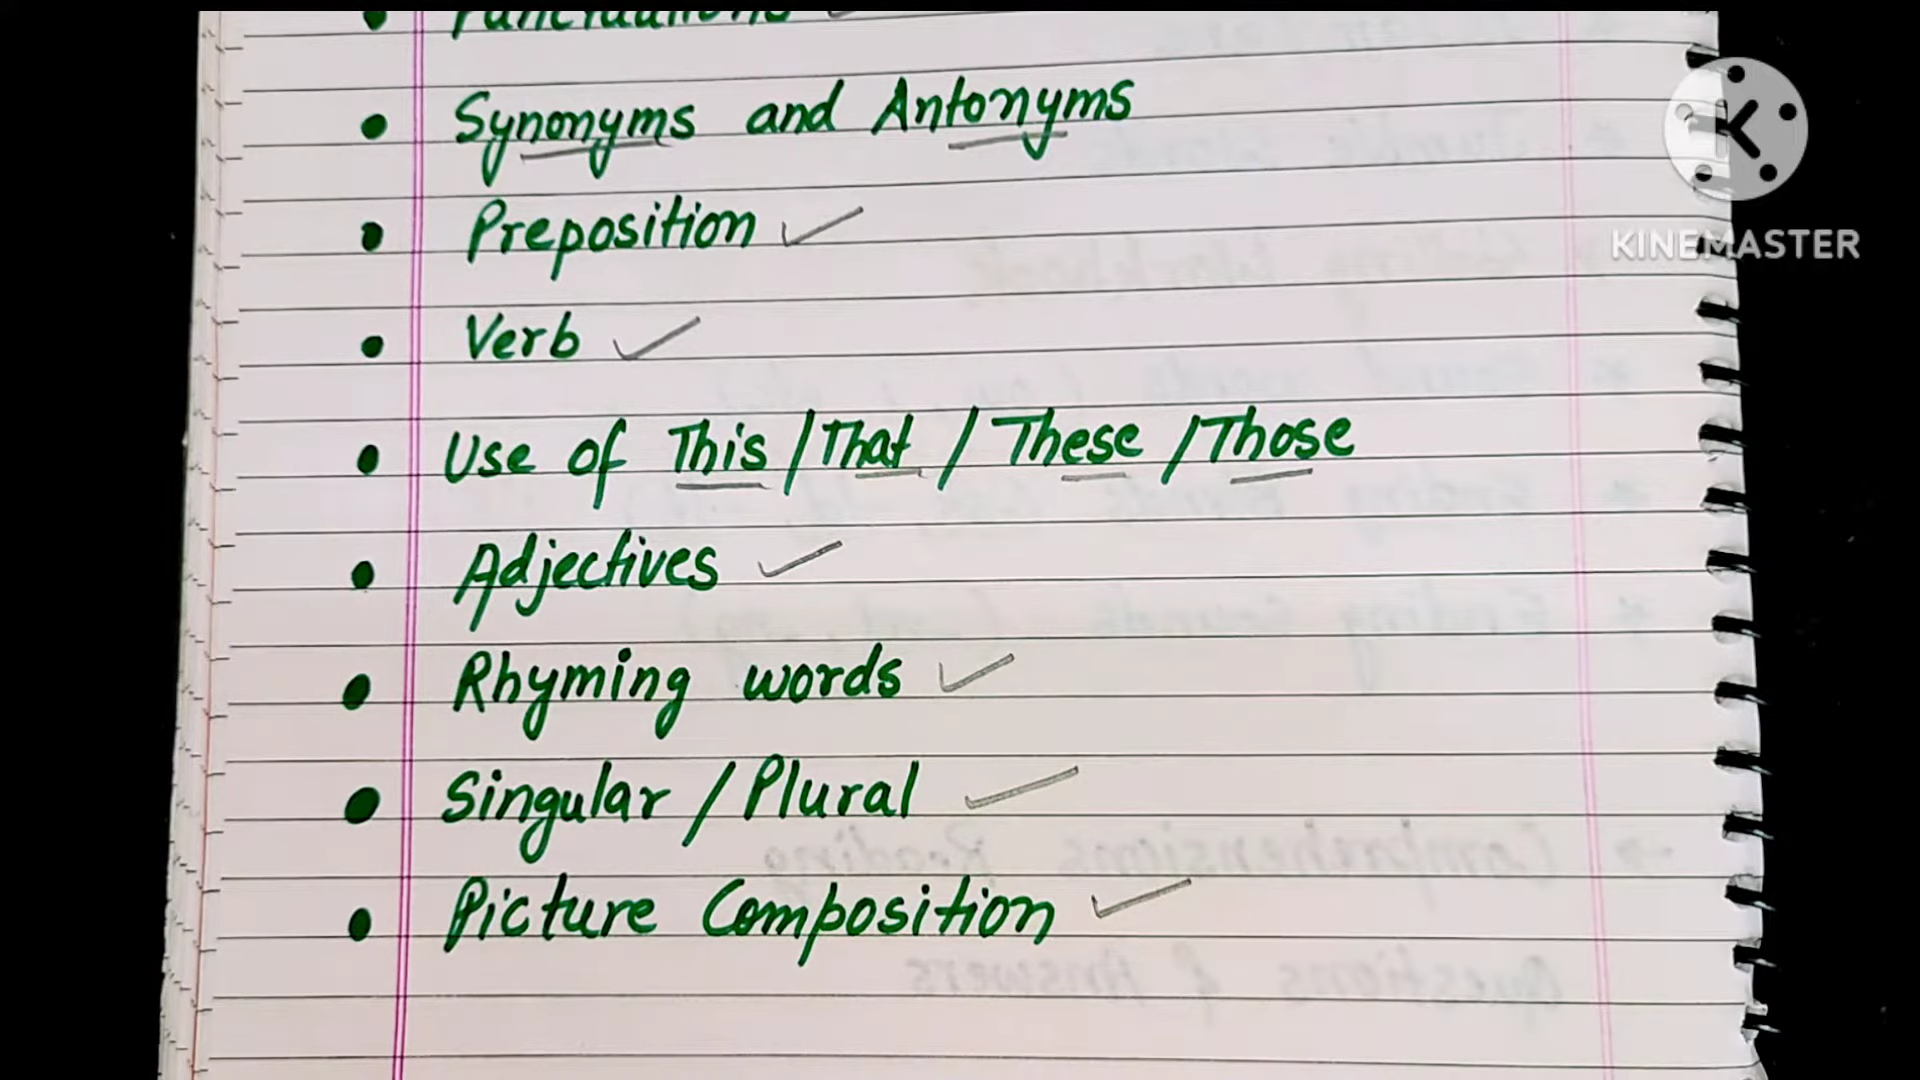 • Punctuations
• Synonyms and Antonyms
• Preposition ✓
• Verb ✓
• Use of This / That / These / Those
• Adjectives ✓
• Rhyming words ✓
• Singular / Plural ✓
• Picture Composition ✓
K
KINEMASTER